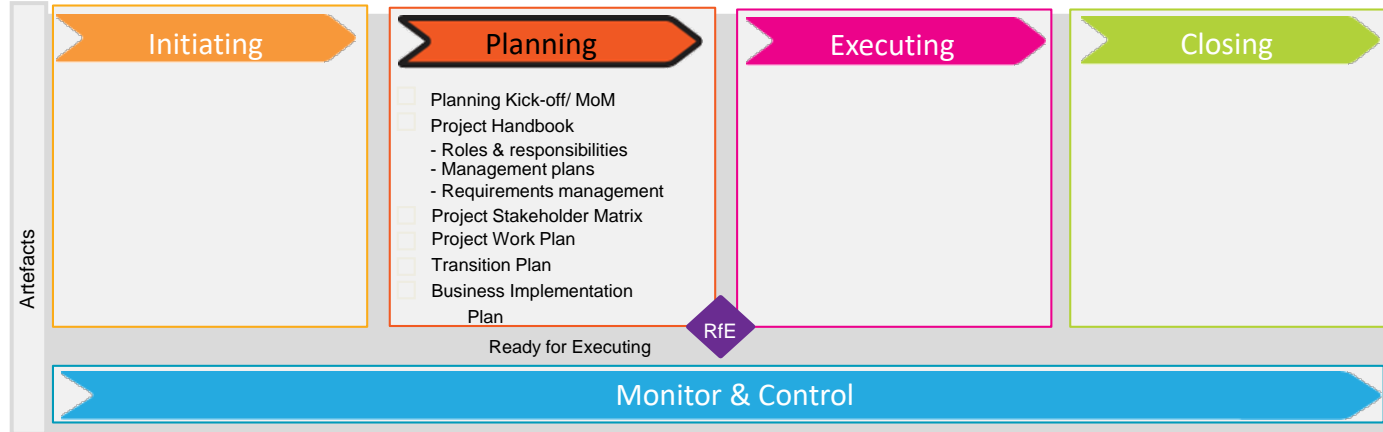 Initiating
Planning
Executing
Closing
Planning Kick-off/ MoM
Project Handbook
- Roles & responsibilities
- Management plans
- Requirements management
Project Stakeholder Matrix
Project Work Plan
Transition Plan
Business Implementation
Plan
Artefacts
RfE
Ready for Executing
Monitor & Control